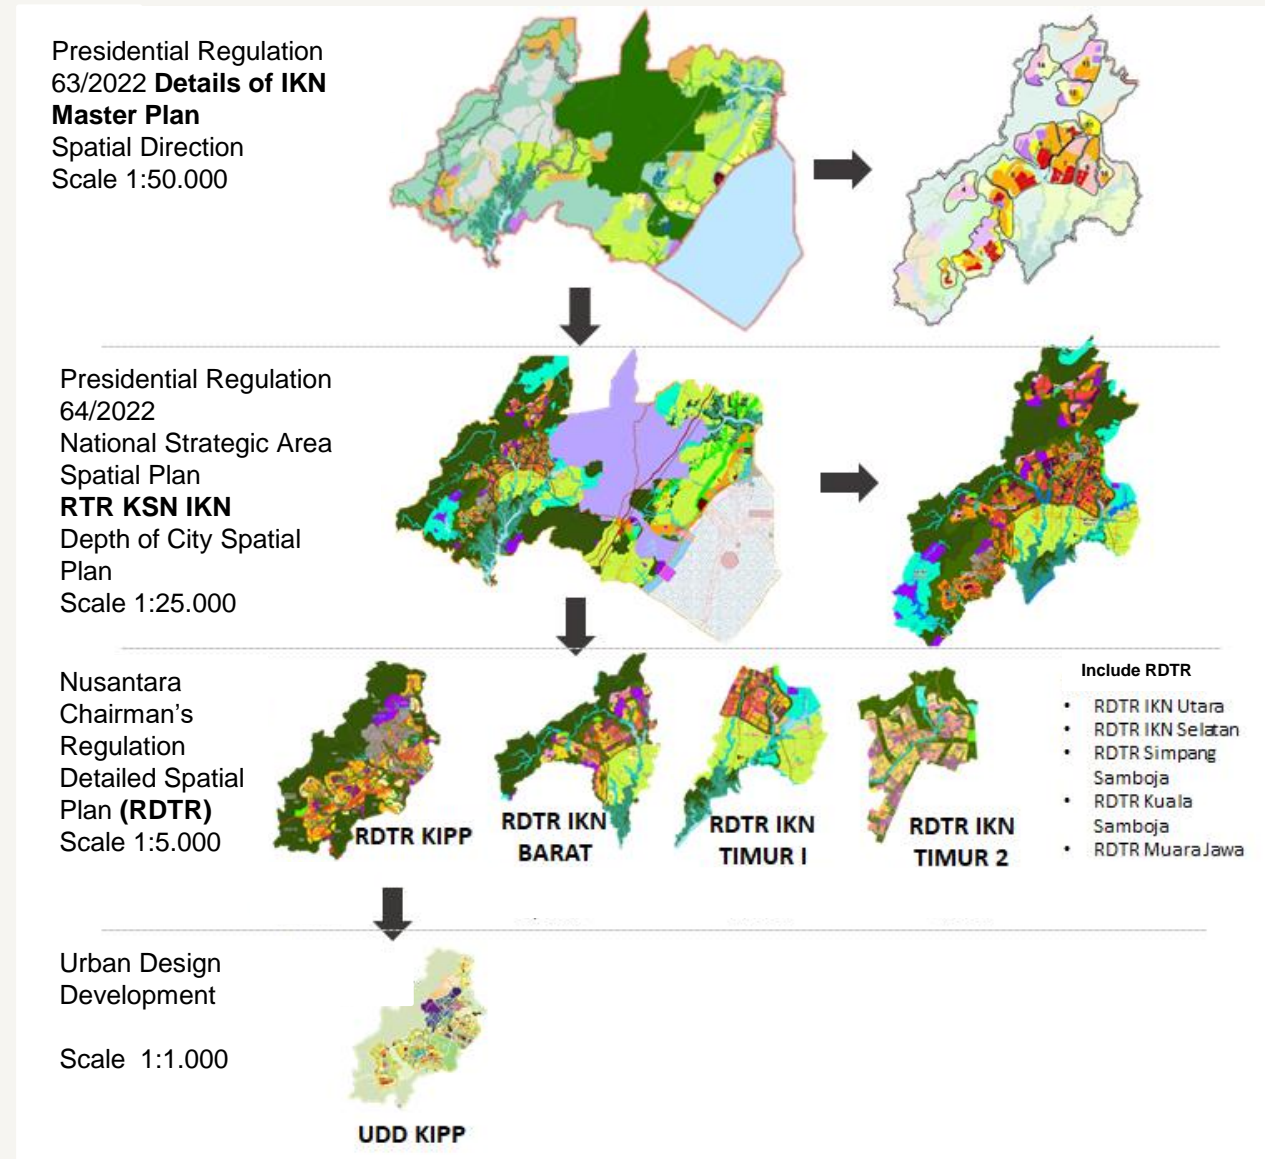 Presidential Regulation
63/2022 Details of IKN
Master Plan
Spatial Direction
Scale 1:50.000
Presidential Regulation
64/2022
National Strategic Area
Spatial Plan
RTR KSN IKN
Depth of City Spatial
Plan
Scale 1:25.000
Nusantara
Chairman’s
Regulation
Detailed Spatial
Plan (RDTR)
Scale 1:5.000
RDTR KIPP
RDTR IKN
BARAT
RDTR IKN
TIMUR I
RDTR IKN
TIMUR 2
Include RDTR
• RDTR IKN Utara
• RDTR IKN Selatan
• RDTR Simpang
Samboja
• RDTR Kuala
Samboja
• RDTR Muara Jawa
Urban Design
Development
Scale 1:1.000
UDD KIPP